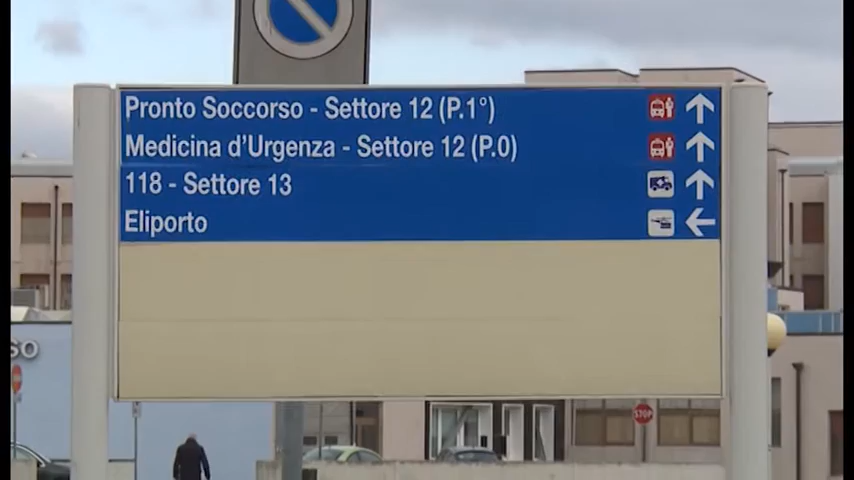 Pronto Soccorso - Settore 12 (P.1°)
Medicina d'Urgenza - Settore 12 (P.0)
118 - Settore 13
Eliporto
SO
STOP